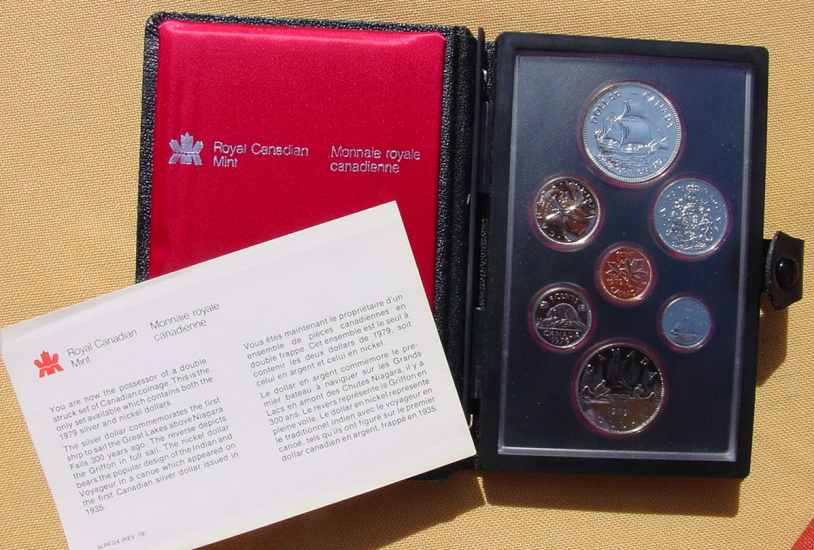 Royal Canadian
Mint
Monnaie royale
canadienne
Royal Canadian
Mint
Monnaie royale
canadienne
You are now the possessor of a double
struck set of Canadian coinage. This is the
only set available which contains both the
1979 silver and nickel dollars.
The silver dollar commemorates the first
ship to sail the Great Lakes above Niagara
Falls 300 years ago. The reverse depicts
the Griffon in full sail. The nickel dollar
bears the popular design of the Indian and
Voyageur in a canoe which appeared on
the first Canadian silver dollar issued in
1935.
Vous êtes maintenant le propriétaire d'un
ensemble de pièces canadiennes en
double frappe. Cet ensemble est le seul à
contenir les deux dollars de 1979, soit
celui en argent et celui en nickel.
Le dollar en argent commémore le pre-
mier bateau à naviguer sur les Grands
Lacs en amont des Chutes Niagara, il y a
300 ans. Le revers représente le Griffon en
pleine voile. Le dollar en nickel représente
le traditionnel indien avec le voyageur en
canoë, tels qu'ils ont figuré sur le premier
dollar canadien en argent, frappé en 1935.
DOLLAR CANADA